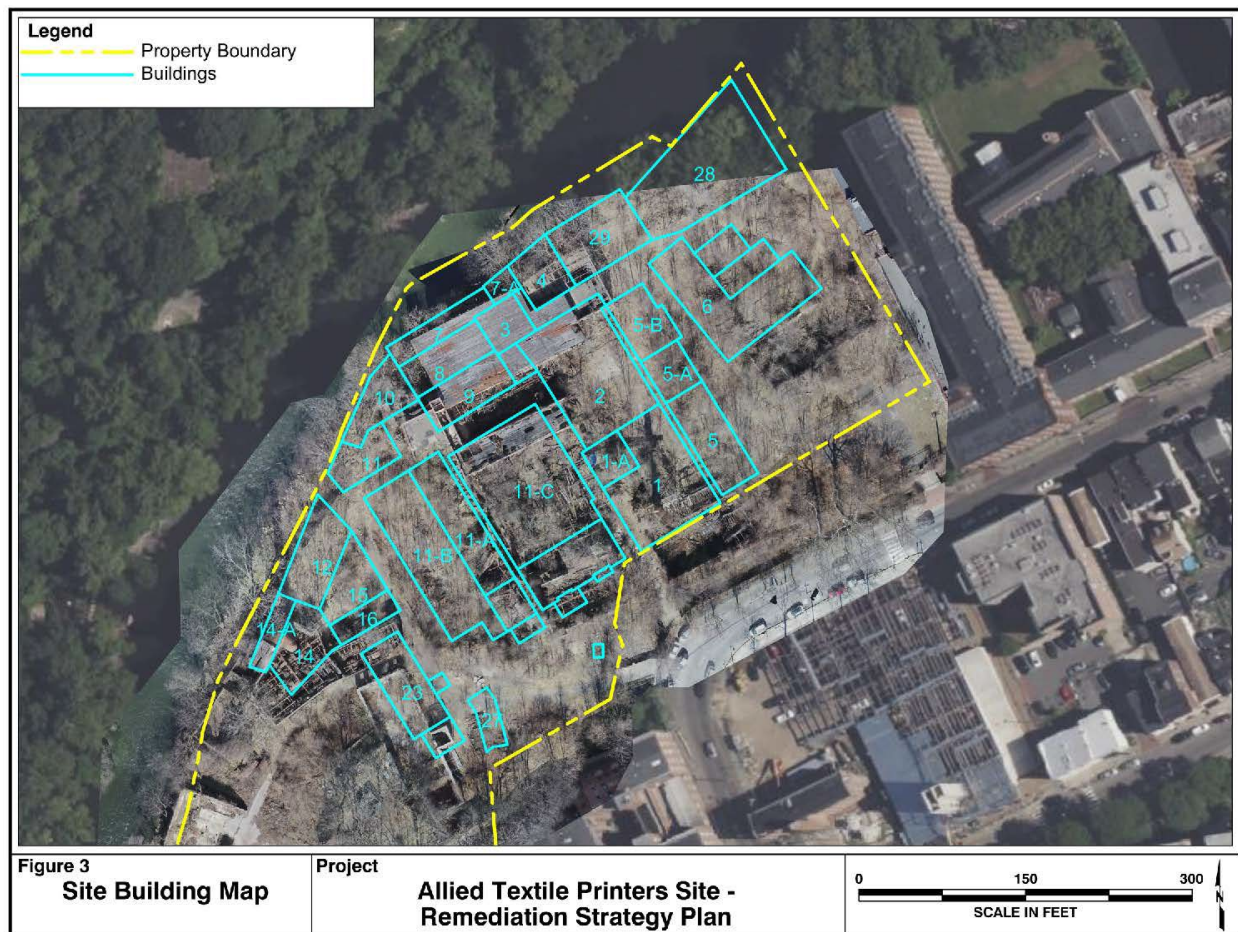 Legend
Property Boundary
Buildings
28
29
4
7-A
6
7
3
5-B
8
5-A
9
2
10
5
1-A
11
11-C
1
11-A
11-B
12
15
16
14-A
14
23
Figure 3
Site Building Map
Project
Allied Textile Printers Site -
Remediation Strategy Plan
0 150 300
SCALE IN FEET
N